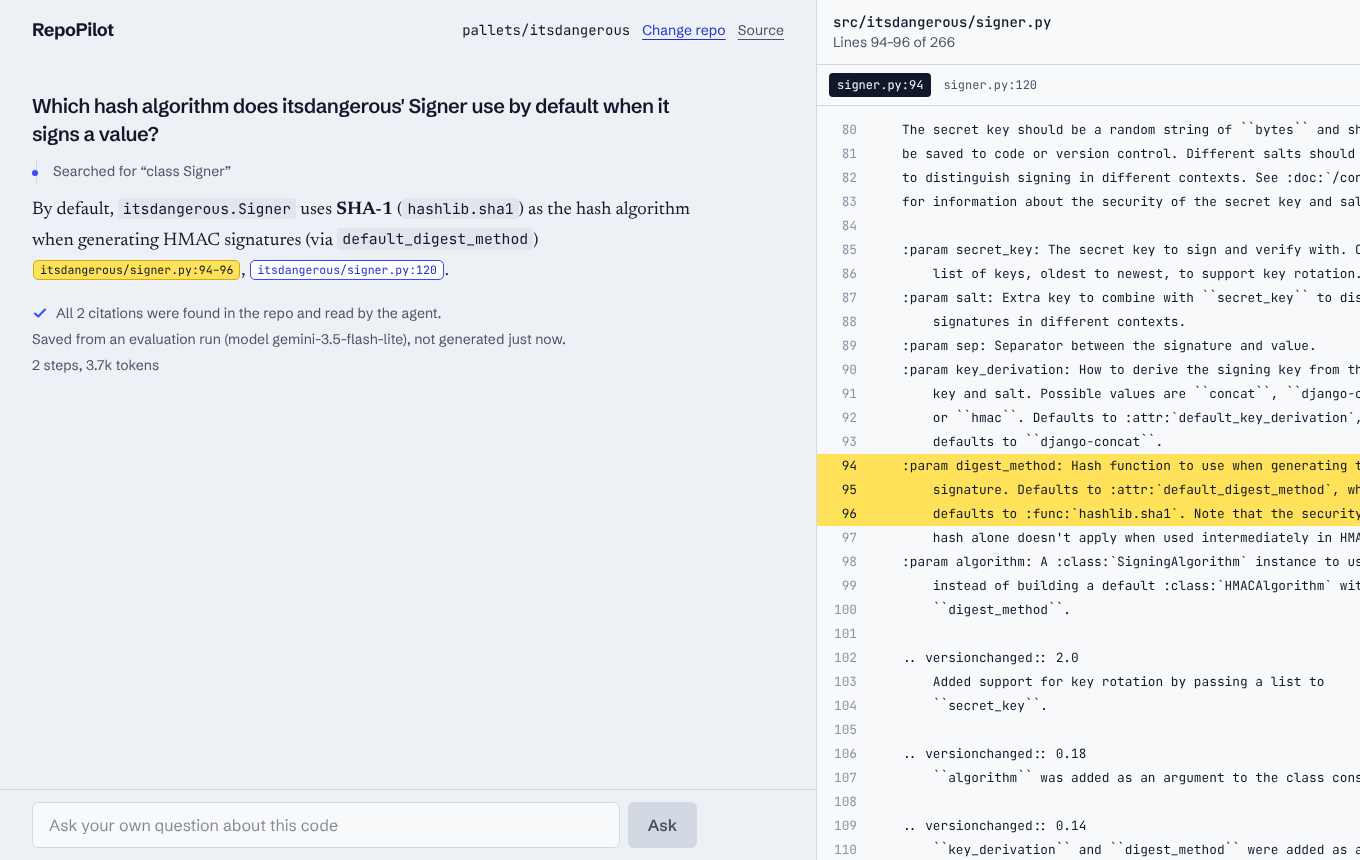 RepoPilot
pallets/itsdangerous Change repo Source
Which hash algorithm does itsdangerous' Signer use by default when it
signs a value?
Searched for “class Signer”
By default, itsdangerous.Signer uses SHA-1 ( hashlib.sha1 ) as the hash algorithm
when generating HMAC signatures (via default_digest_method )
itsdangerous/signer.py:94–96 , itsdangerous/signer.py:120 .
All 2 citations were found in the repo and read by the agent.
Saved from an evaluation run (model gemini-3.5-flash-lite), not generated just now.
2 steps, 3.7k tokens
Ask your own question about this code
Ask
src/itsdangerous/signer.py
Lines 94–96 of 266
signer.py:94 signer.py:120
80 The secret key should be a random string of ``bytes`` and sh
81 be saved to code or version control. Different salts should
82 to distinguish signing in different contexts. See :doc:`/con
83 for information about the security of the secret key and sal
84
85 :param secret_key: The secret key to sign and verify with. C
86 list of keys, oldest to newest, to support key rotation.
87 :param salt: Extra key to combine with ``secret_key`` to dis
88 signatures in different contexts.
89 :param sep: Separator between the signature and value.
90 :param key_derivation: How to derive the signing key from th
91 key and salt. Possible values are ``concat``, ``django-c
92 or ``hmac``. Defaults to :attr:`default_key_derivation`,
93 defaults to ``django-concat``.
94 :param digest_method: Hash function to use when generating t
95 signature. Defaults to :attr:`default_digest_method`, wh
96 defaults to :func:`hashlib.sha1`. Note that the security
97 hash alone doesn't apply when used intermediately in HMA
98 :param algorithm: A :class:`SigningAlgorithm` instance to us
99 instead of building a default :class:`HMACAlgorithm` wit
100 ``digest_method``.
101
102 .. versionchanged:: 2.0
103 Added support for key rotation by passing a list to
104 ``secret_key``.
105
106 .. versionchanged:: 0.18
107 ``algorithm`` was added as an argument to the class cons
108
109 .. versionchanged:: 0.14
110 ``key_derivation`` and ``digest_method`` were added as a